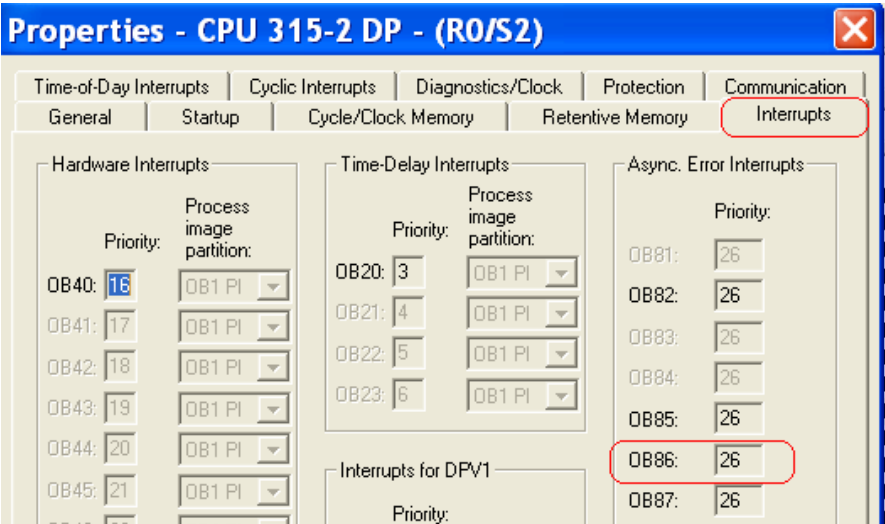 Properties - CPU 315-2 DP - (R0/S2)
Time-of-Day Interrupts Cyclic Interrupts Diagnostics/Clock Protection Communication
General Startup Cycle/Clock Memory Retentive Memory Interrupts
Hardware Interrupts
Priority: Process image partition:
OB40: 16 OB1 PI
OB41: 17 OB1 PI
OB42: 18 OB1 PI
OB43: 19 OB1 PI
OB44: 20 OB1 PI
OB45: 21 OB1 PI
Time-Delay Interrupts
Priority: Process image partition:
OB20: 3 OB1 PI
OB21: 4 OB1 PI
OB22: 5 OB1 PI
OB23: 6 OB1 PI
Interrupts for DPV1
Priority:
Async. Error Interrupts
Priority:
OB81: 26
OB82: 26
OB83: 26
OB84: 26
OB85: 26
OB86: 26
OB87: 26